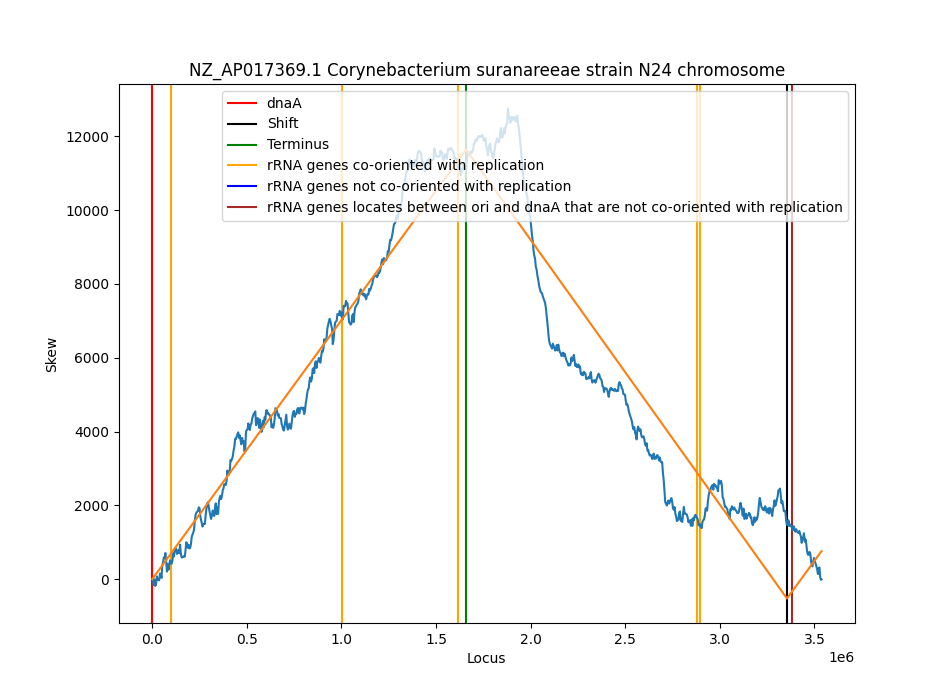 NZ_AP017369.1 Corynebacterium suranareeae strain N24 chromosome
dnaA
Shift
Terminus
rRNA genes co-oriented with replication
rRNA genes not co-oriented with replication
rRNA genes locates between ori and dnaA that are not co-oriented with replication
12000
10000
8000
6000
4000
2000
0
Skew
0.0 0.5 1.0 1.5 2.0 2.5 3.0 3.5
1e6
Locus